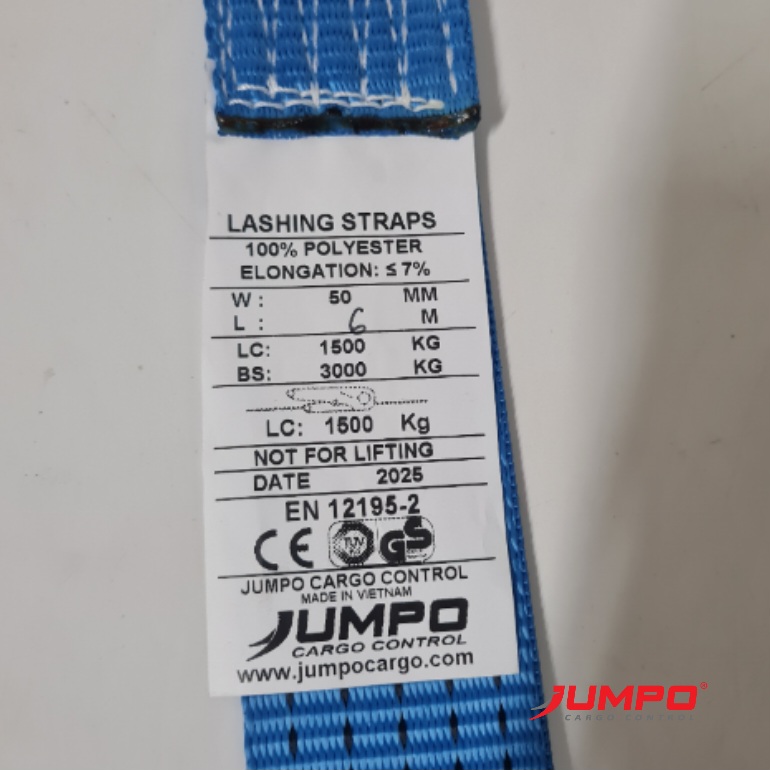 LASHING STRAPS
100% POLYESTER
ELONGATION: ≤ 7%
W : 50 MM
L : 6 M
LC: 1500 KG
BS: 3000 KG
LC: 1500 Kg
NOT FOR LIFTING
DATE 2025
EN 12195-2
CE TUV GS
JUMPO CARGO CONTROL
MADE IN VIETNAM
JUMPO
CARGO CONTROL
www.jumpocargo.com
JUMPO®
CARGO CONTROL